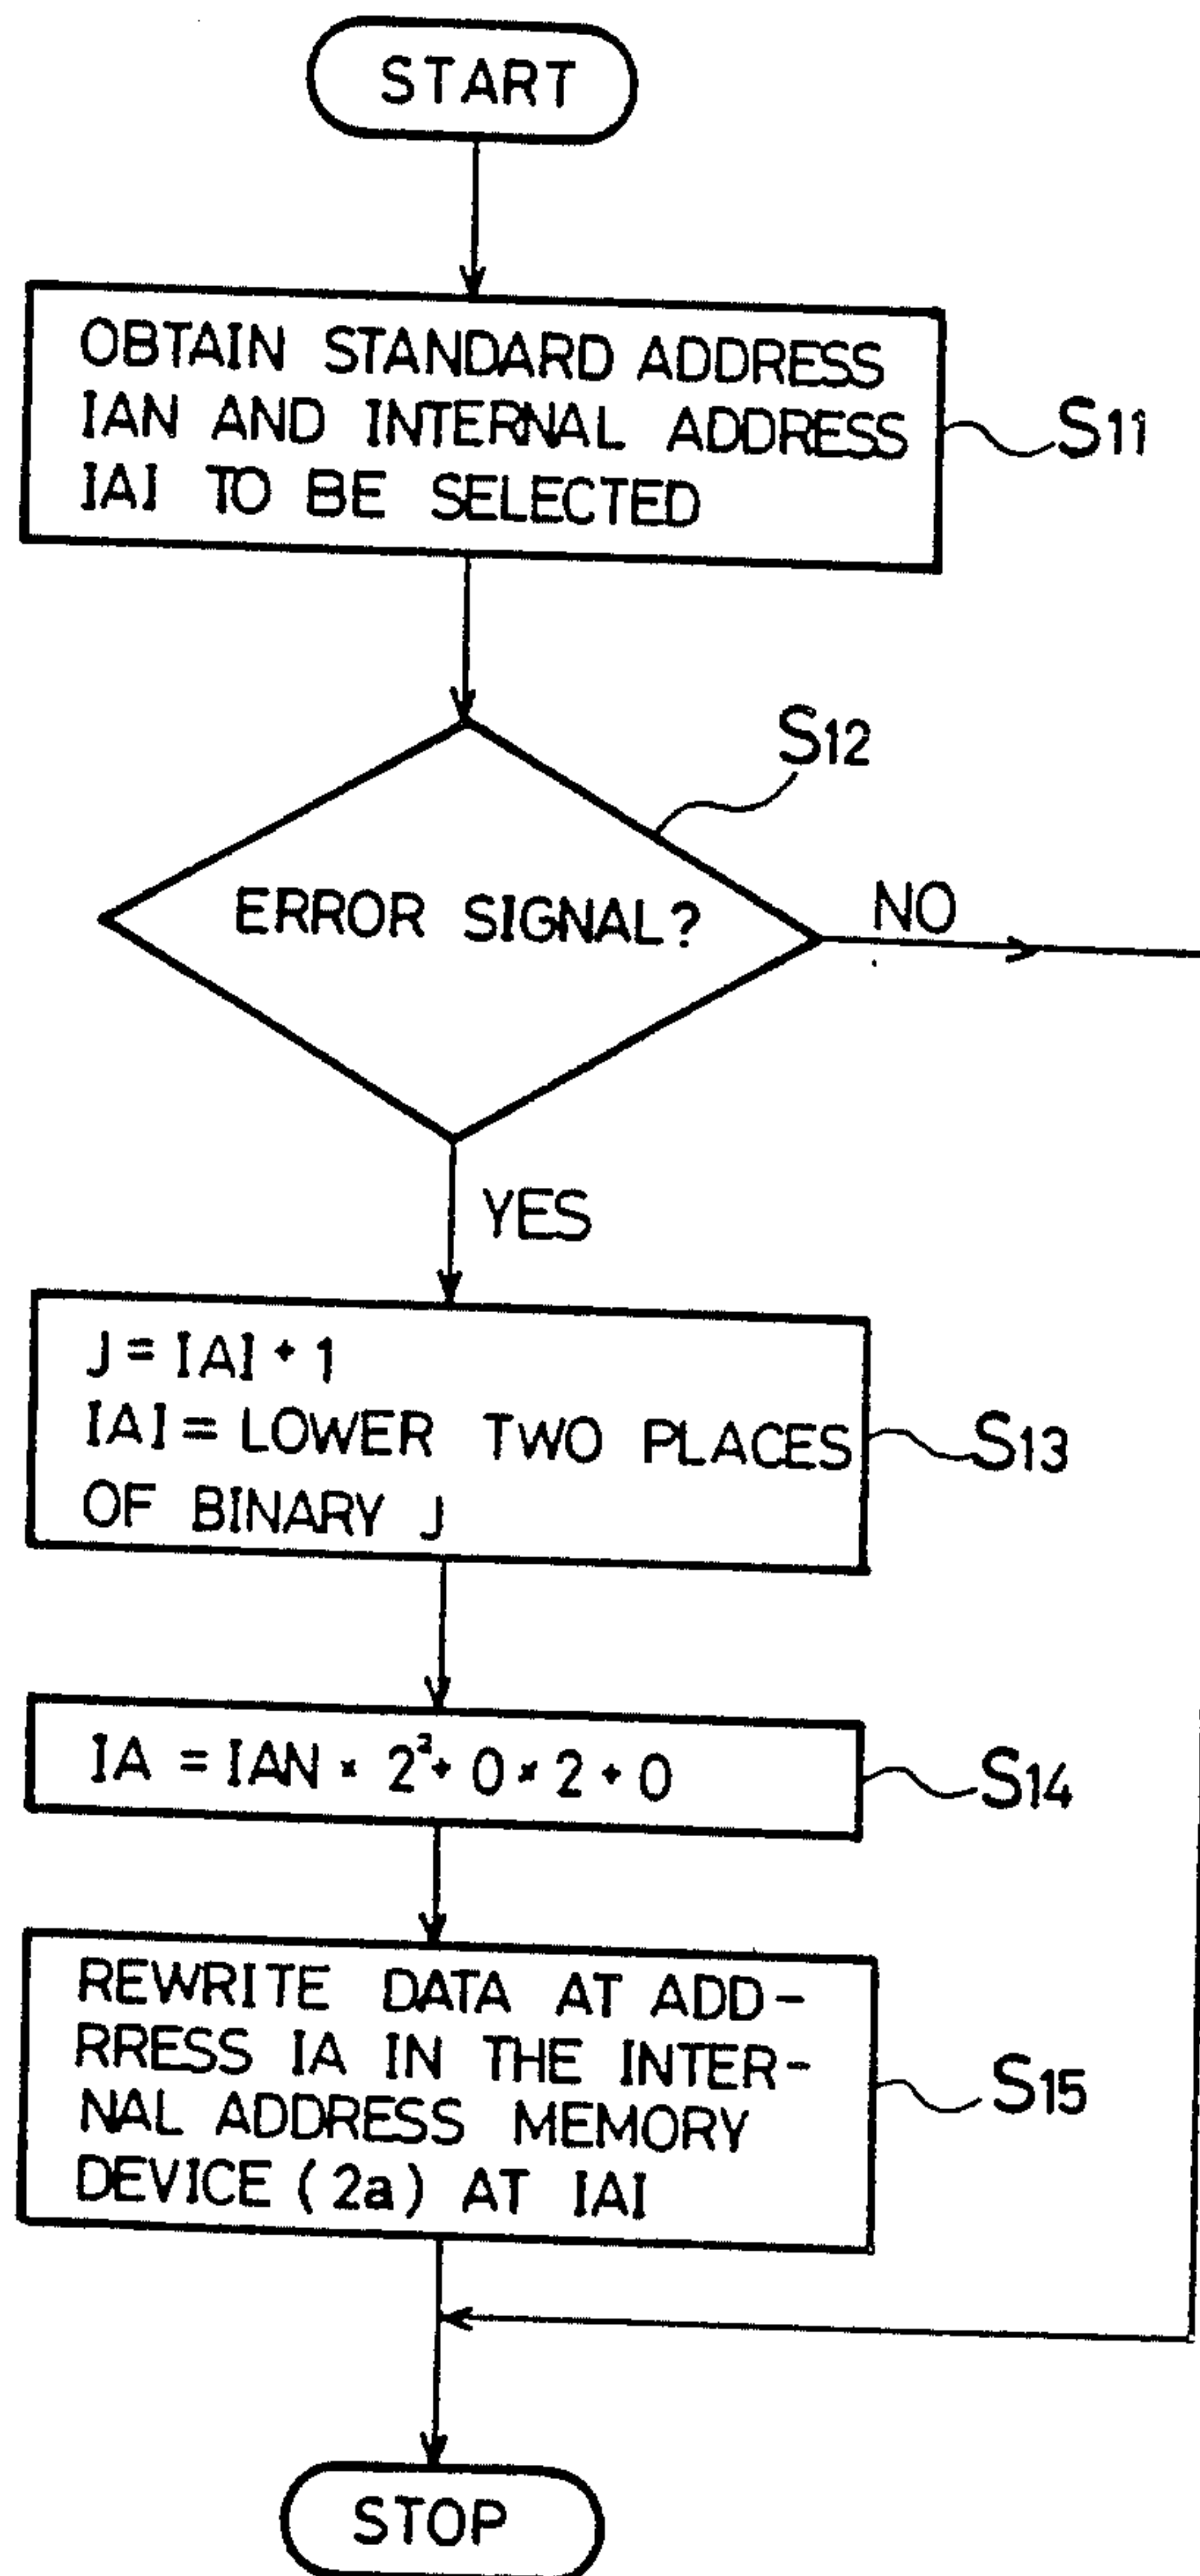 START
OBTAIN STANDARD ADDRESS
IAN AND INTERNAL ADDRESS
IAI TO BE SELECTED
S11
S12
ERROR SIGNAL?
NO
YES
J = IAI + 1
IAI = LOWER TWO PLACES
OF BINARY J
S13
IA = IAN × 2² + 0 × 2 + 0
S14
REWRITE DATA AT ADD-
RRESS IA IN THE INTER-
NAL ADDRESS MEMORY
DEVICE (2a) AT IAI
S15
STOP